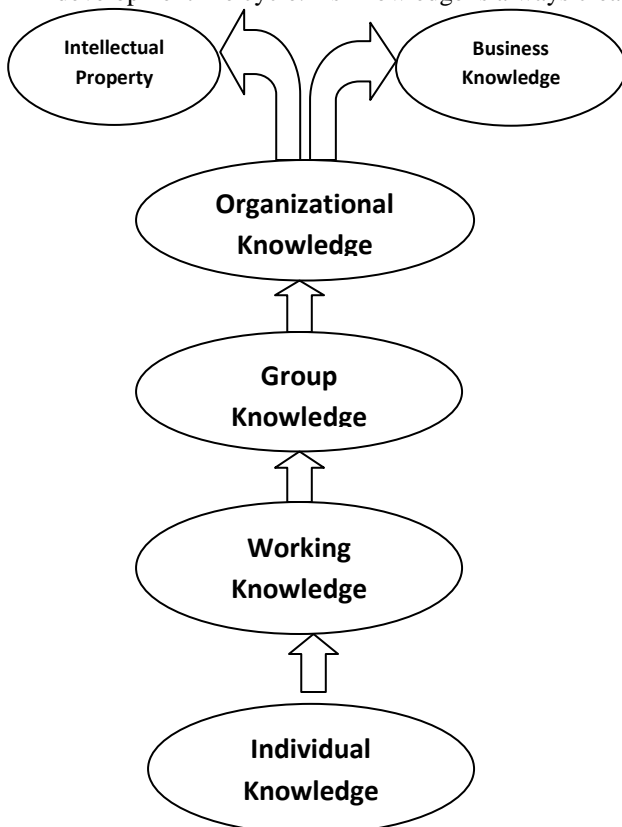 Intellectual
Property
Business
Knowledge
Organizational
Knowledge
Group
Knowledge
Working
Knowledge
Individual
Knowledge